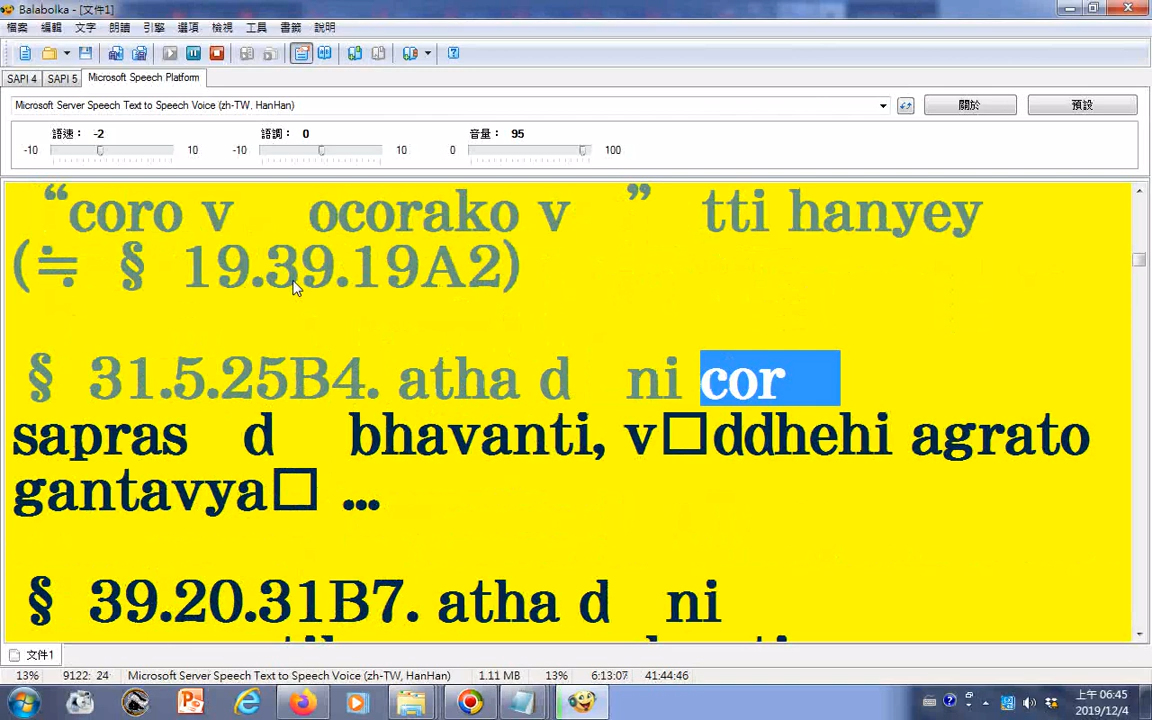 Balabolka - [文件1]
檔案 編輯 文字 朗讀 引擎 選項 檢視 工具 書籤 說明
SAPI 4 SAPI 5 Microsoft Speech Platform
Microsoft Server Speech Text to Speech Voice (zh-TW, HanHan) 關於 預設
語速： -2 語調： 0 音量： 95
-10 10 -10 10 0 100
“coro v ocorako v ” tti hanyey
(≒ § 19.39.19A2)
§ 31.5.25B4. atha d ni cor
sapras d bhavanti, v□ddhehi agrato
gantavya□ ...
§ 39.20.31B7. atha d ni
文件1
13% 9122: 24 Microsoft Server Speech Text to Speech Voice (zh-TW, HanHan) 1.11 MB 13% 6:13:07 41:44:46
上午 06:45
2019/12/4